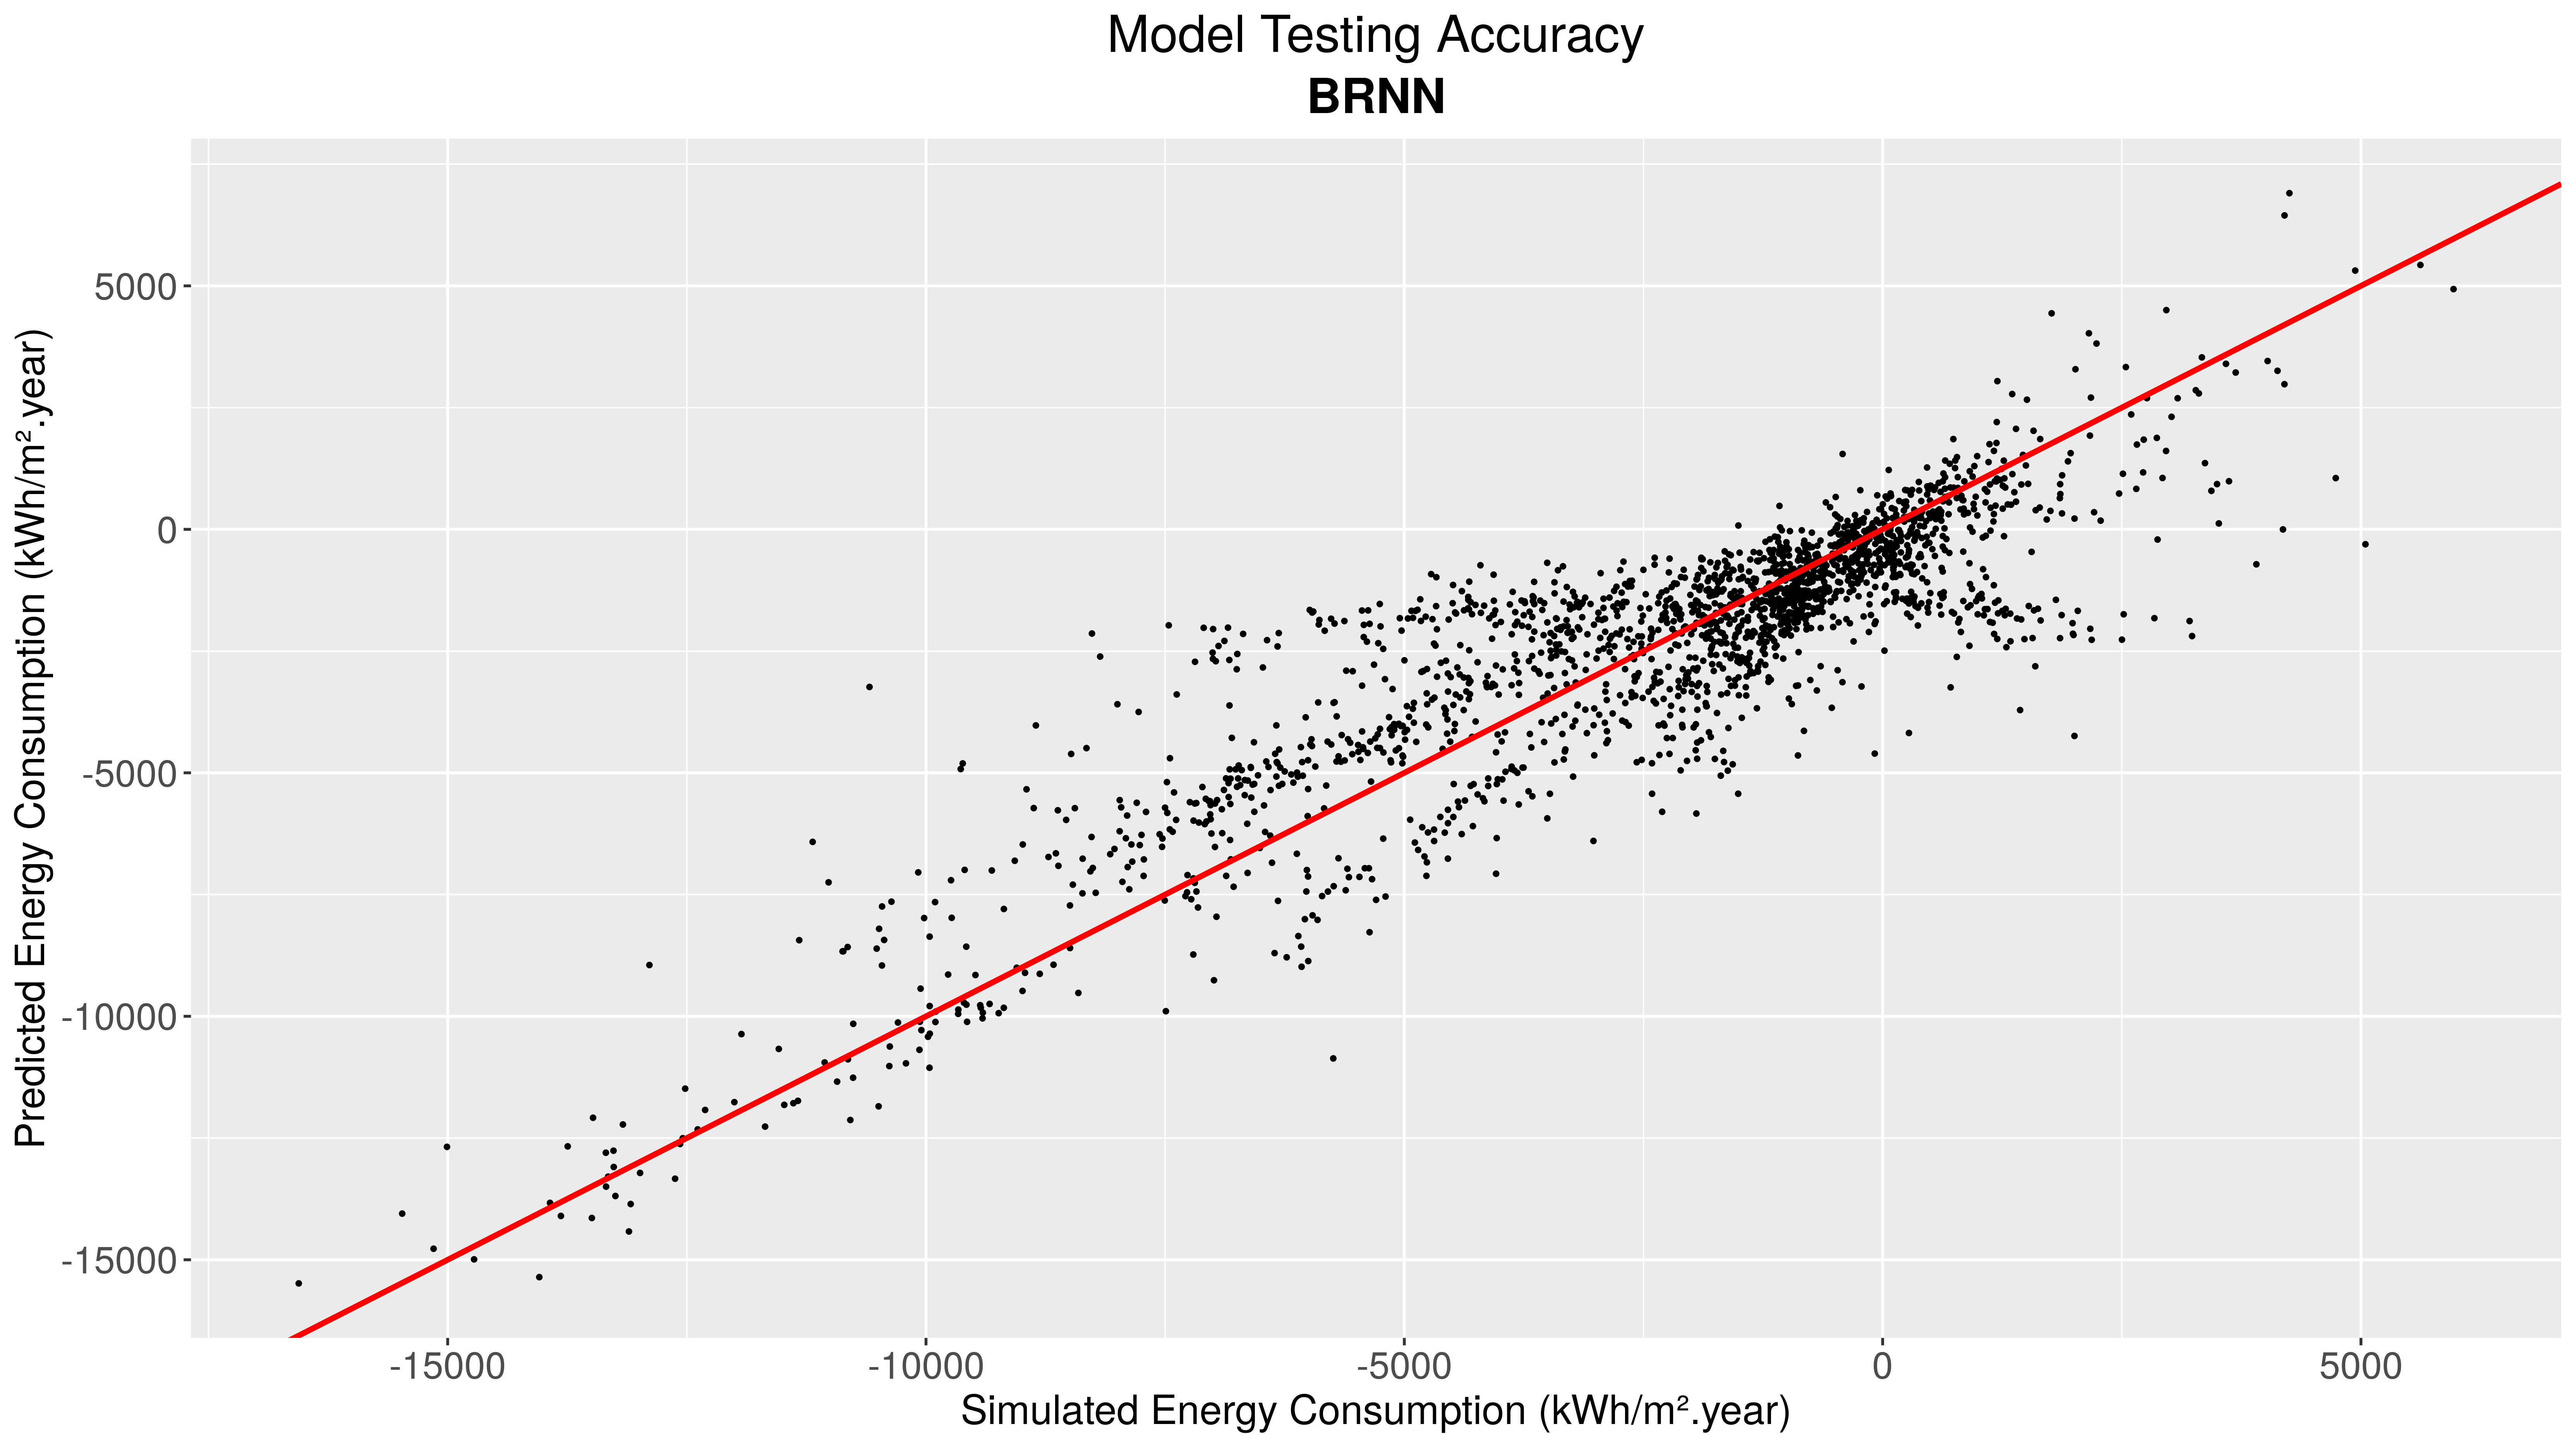 Model Testing Accuracy
BRNN
Predicted Energy Consumption (kWh/m².year)
5000
0
-5000
-10000
-15000
-15000
-10000
-5000
0
5000
Simulated Energy Consumption (kWh/m².year)